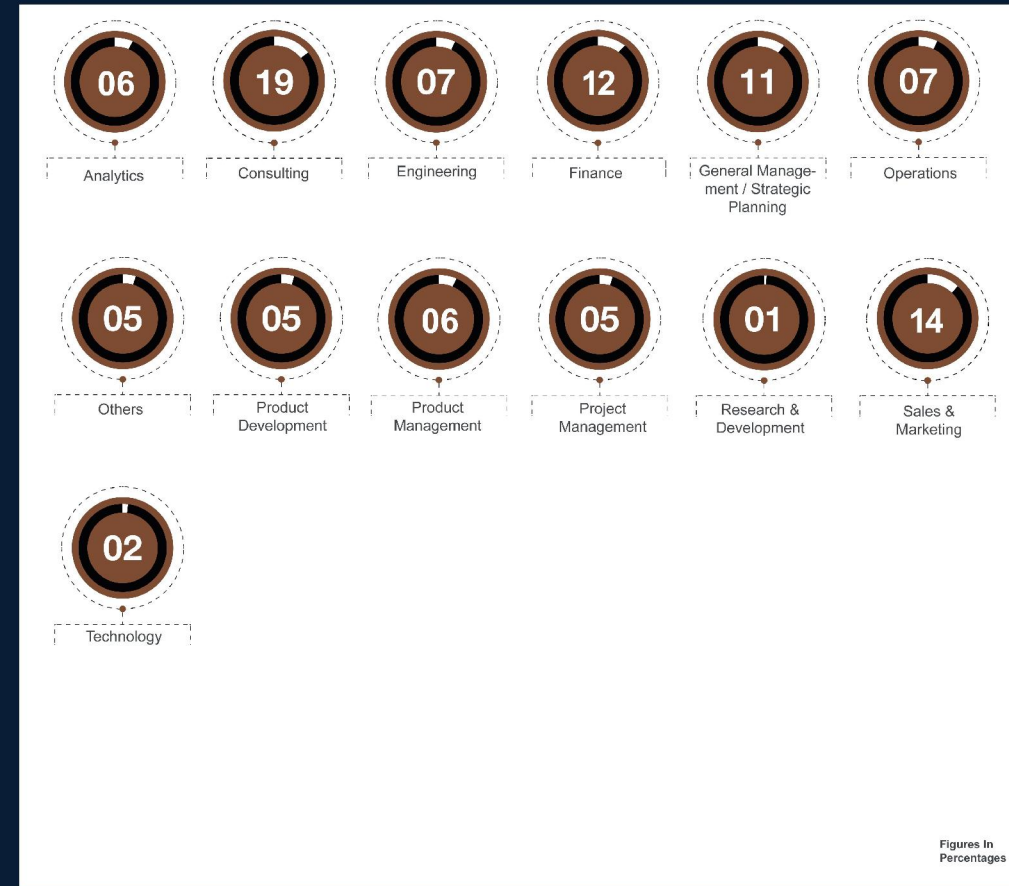 06
19
07
12
11
07
Analytics
Consulting
Engineering
Finance
General Manage-
ment / Strategic
Planning
Operations
05
05
06
05
01
14
Others
Product
Development
Product
Management
Project
Management
Research &
Development
Sales &
Marketing
02
Technology
Figures In
Percentages